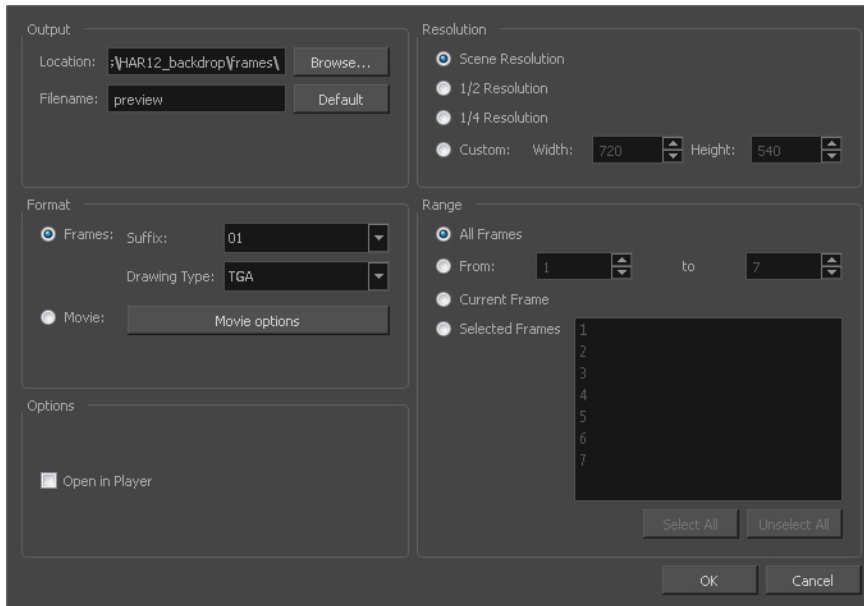 Output
Location: ;\HAR12_backdrop\frames\ Browse...
Filename: preview Default
Format
Frames: Suffix: 01
Drawing Type: TGA
Movie: Movie options
Options
Open in Player
Resolution
Scene Resolution
1/2 Resolution
1/4 Resolution
Custom: Width: 720 Height: 540
Range
All Frames
From: 1 to 7
Current Frame
Selected Frames 1
2
3
4
5
6
7
Select All Unselect All
OK Cancel